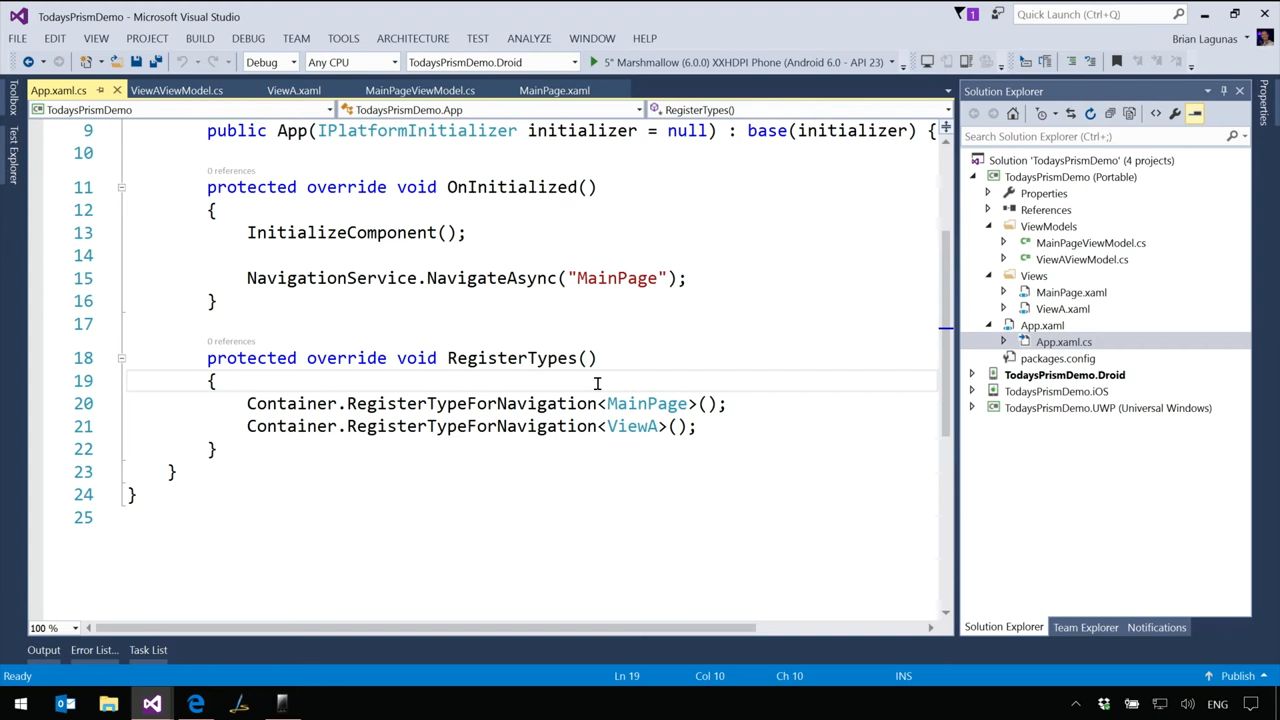 TodaysPrismDemo - Microsoft Visual Studio
1
Quick Launch (Ctrl+Q)
FILE EDIT VIEW PROJECT BUILD DEBUG TEAM TOOLS ARCHITECTURE TEST ANALYZE WINDOW HELP
Brian Lagunas
Debug Any CPU TodaysPrismDemo.Droid 5" Marshmallow (6.0.0) XXHDPI Phone (Android 6.0 - API 23)
Toolbox
Test Explorer
App.xaml.cs ViewAViewModel.cs ViewA.xaml MainPageViewModel.cs MainPage.xaml
TodaysPrismDemo TodaysPrismDemo.App RegisterTypes()
9 public App(IPlatformInitializer initializer = null) : base(initializer) {
10
0 references
11 protected override void OnInitialized()
12 {
13 InitializeComponent();
14
15 NavigationService.NavigateAsync("MainPage");
16 }
17
0 references
18 protected override void RegisterTypes()
19 {
20 Container.RegisterTypeForNavigation<MainPage>();
21 Container.RegisterTypeForNavigation<ViewA>();
22 }
23 }
24 }
25
100 %
Solution Explorer
Search Solution Explorer (Ctrl+;)
Solution 'TodaysPrismDemo' (4 projects)
TodaysPrismDemo (Portable)
Properties
References
ViewModels
MainPageViewModel.cs
ViewAViewModel.cs
Views
MainPage.xaml
ViewA.xaml
App.xaml
App.xaml.cs
packages.config
TodaysPrismDemo.Droid
TodaysPrismDemo.iOS
TodaysPrismDemo.UWP (Universal Windows)
Solution Explorer Team Explorer Notifications
Properties
Output Error List... Task List
Ready Ln 19 Col 10 Ch 10 INS Publish
ENG